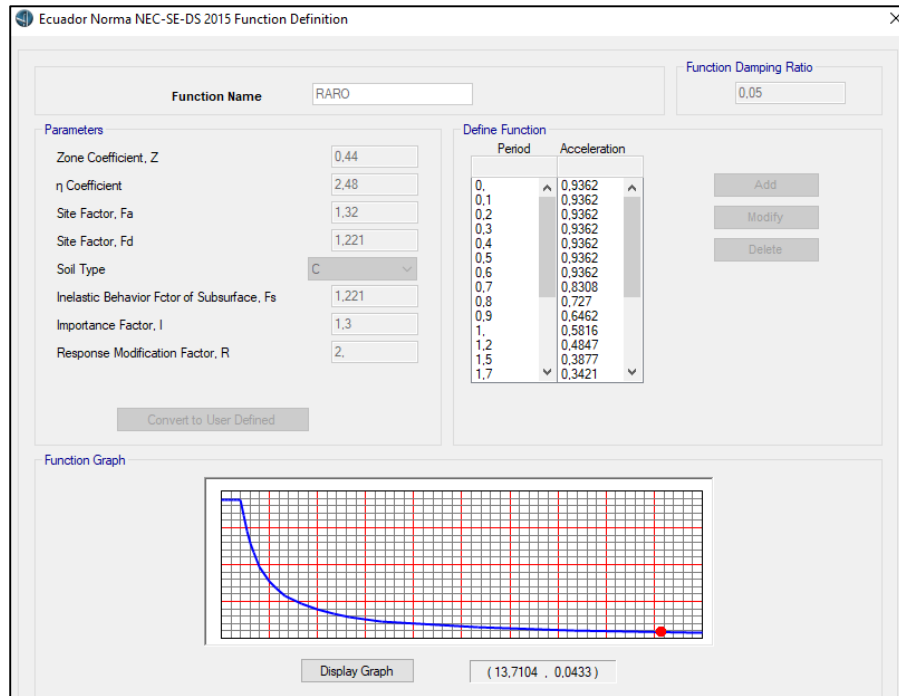 Ecuador Norma NEC-SE-DS 2015 Function Definition
Function Damping Ratio
Function Name RARO 0,05
Parameters
Zone Coefficient, Z 0,44
η Coefficient 2,48
Site Factor, Fa 1,32
Site Factor, Fd 1,221
Soil Type C
Inelastic Behavior Fctor of Subsurface, Fs 1,221
Importance Factor, I 1,3
Response Modification Factor, R 2,
Convert to User Defined
Define Function
Period Acceleration
0, 0,9362
0,1 0,9362
0,2 0,9362
0,3 0,9362
0,4 0,9362
0,5 0,9362
0,6 0,9362
0,7 0,8308
0,8 0,727
0,9 0,6462
1, 0,5816
1,2 0,4847
1,5 0,3877
1,7 0,3421
Add
Modify
Delete
Function Graph
Display Graph (13,7104 , 0,0433)